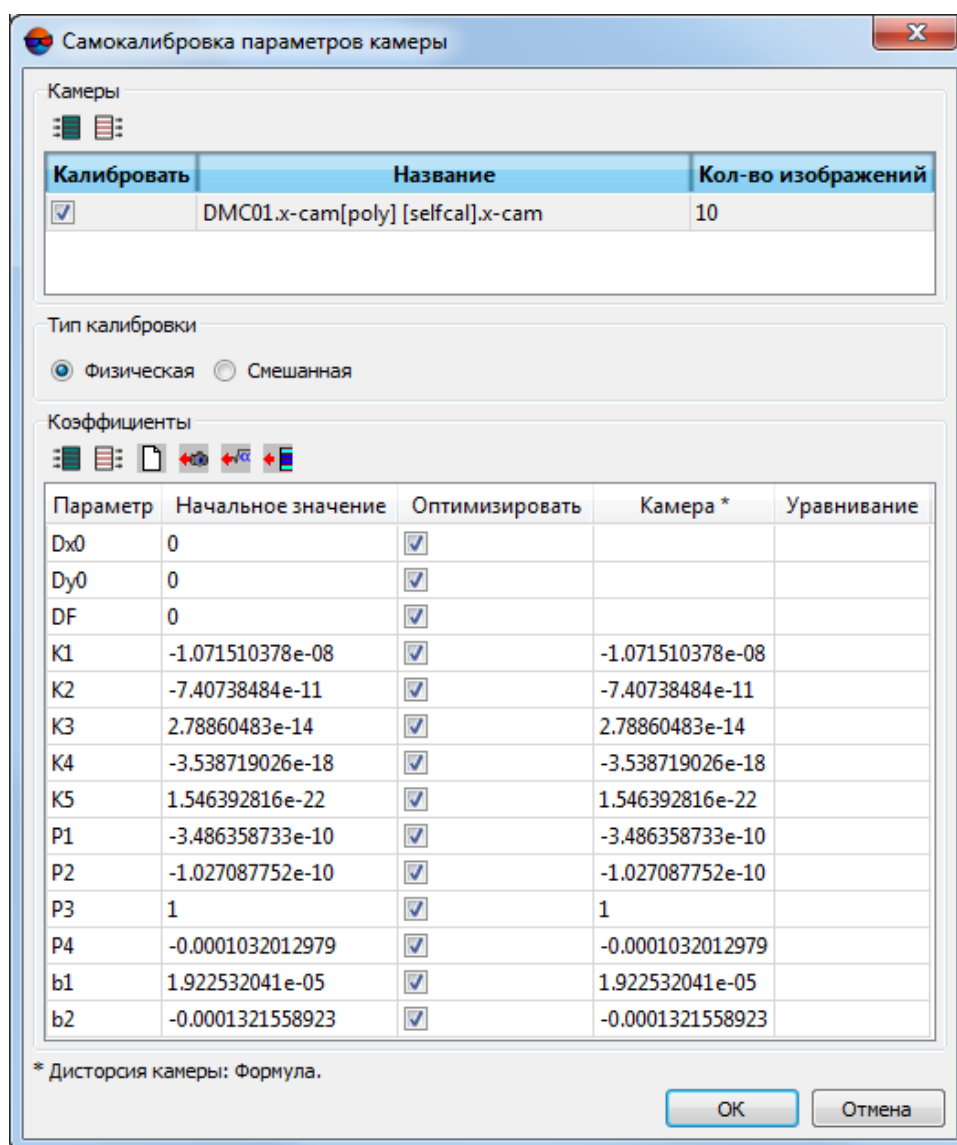 Самокалибровка параметров камеры
Камеры
Калибровать Название Кол-во изображений
DMC01.x-cam[poly] [selfcal].x-cam 10
Тип калибровки
Физическая Смешанная
Коэффициенты
Параметр Начальное значение Оптимизировать Камера * Уравнивание
Dx0 0
Dy0 0
DF 0
K1 -1.071510378e-08 -1.071510378e-08
K2 -7.40738484e-11 -7.40738484e-11
K3 2.78860483e-14 2.78860483e-14
K4 -3.538719026e-18 -3.538719026e-18
K5 1.546392816e-22 1.546392816e-22
P1 -3.486358733e-10 -3.486358733e-10
P2 -1.027087752e-10 -1.027087752e-10
P3 1 1
P4 -0.0001032012979 -0.0001032012979
b1 1.922532041e-05 1.922532041e-05
b2 -0.0001321558923 -0.0001321558923
* Дисторсия камеры: Формула.
OK Отмена